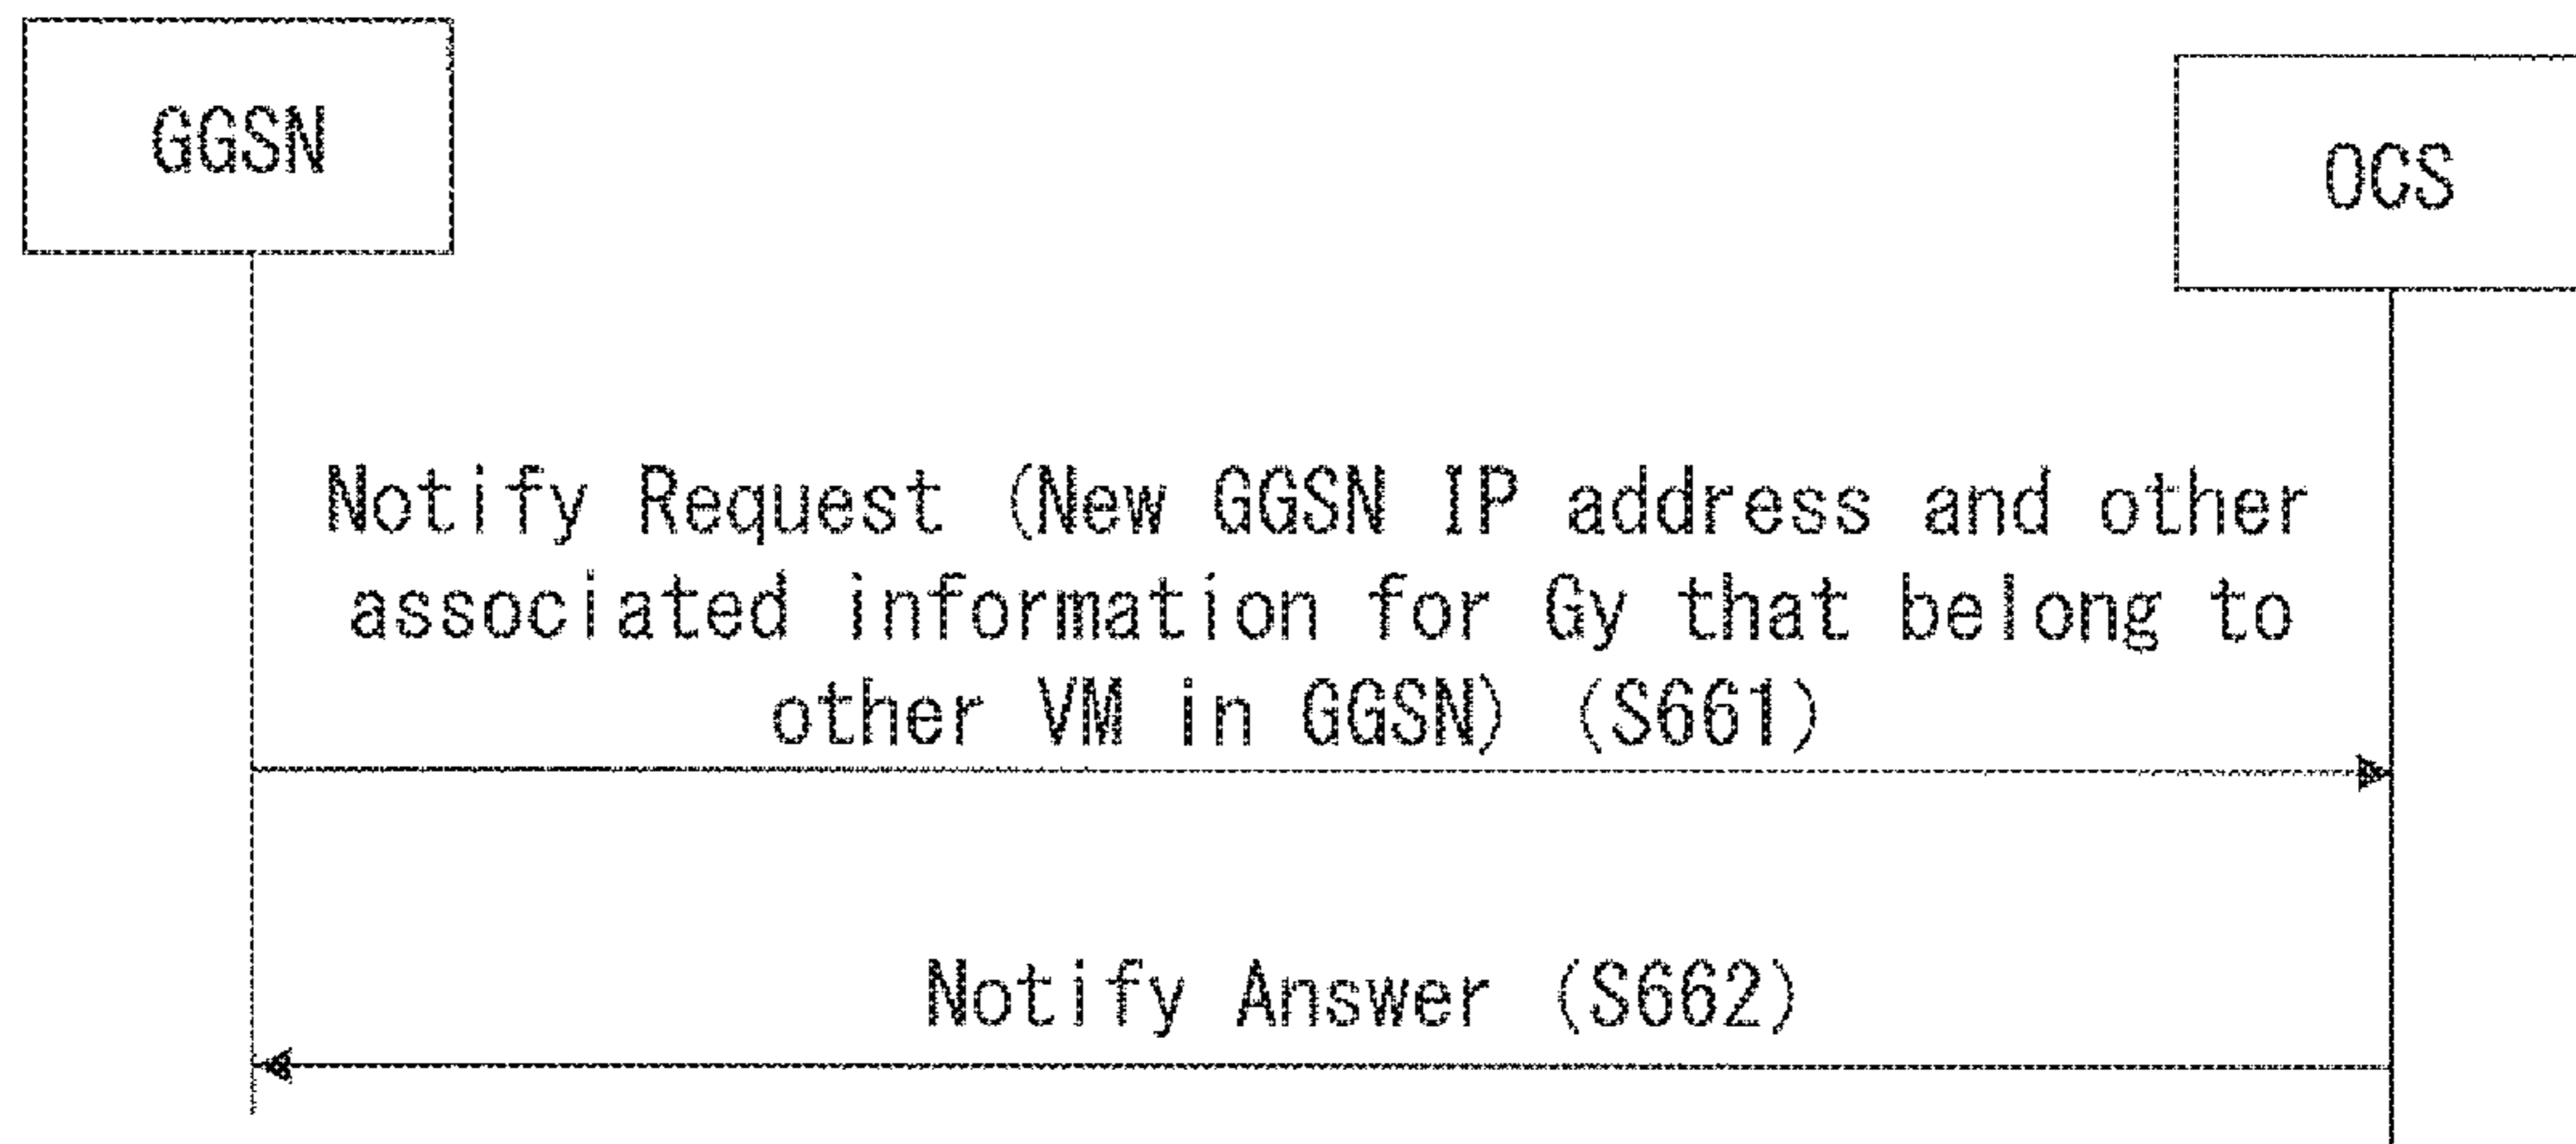 GGSN
OCS
Notify Request (New GGSN IP address and other
associated information for Gy that belong to
other VM in GGSN) (S661)
Notify Answer (S662)